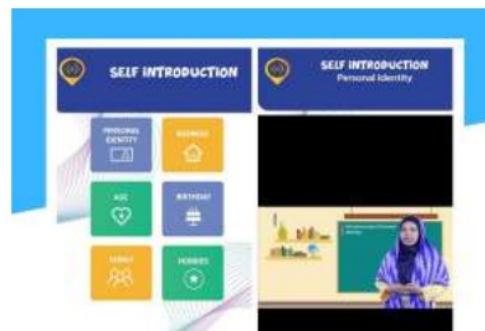 SELF INTRODUCTION
PERSONAL
IDENTITY
ADDRESS
AGE
BIRTHDAY
FAMILY
HOBBIES
SELF INTRODUCTION
Personal Identity